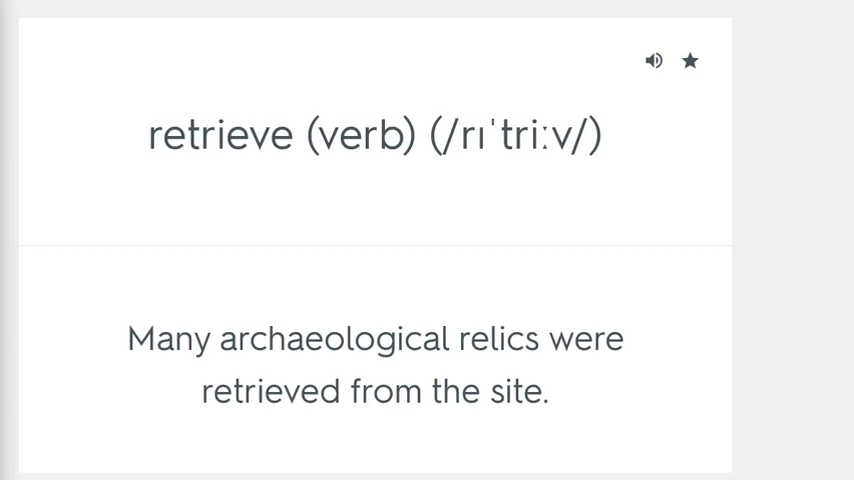 retrieve (verb) (/rɪˈtriːv/)
Many archaeological relics were
retrieved from the site.